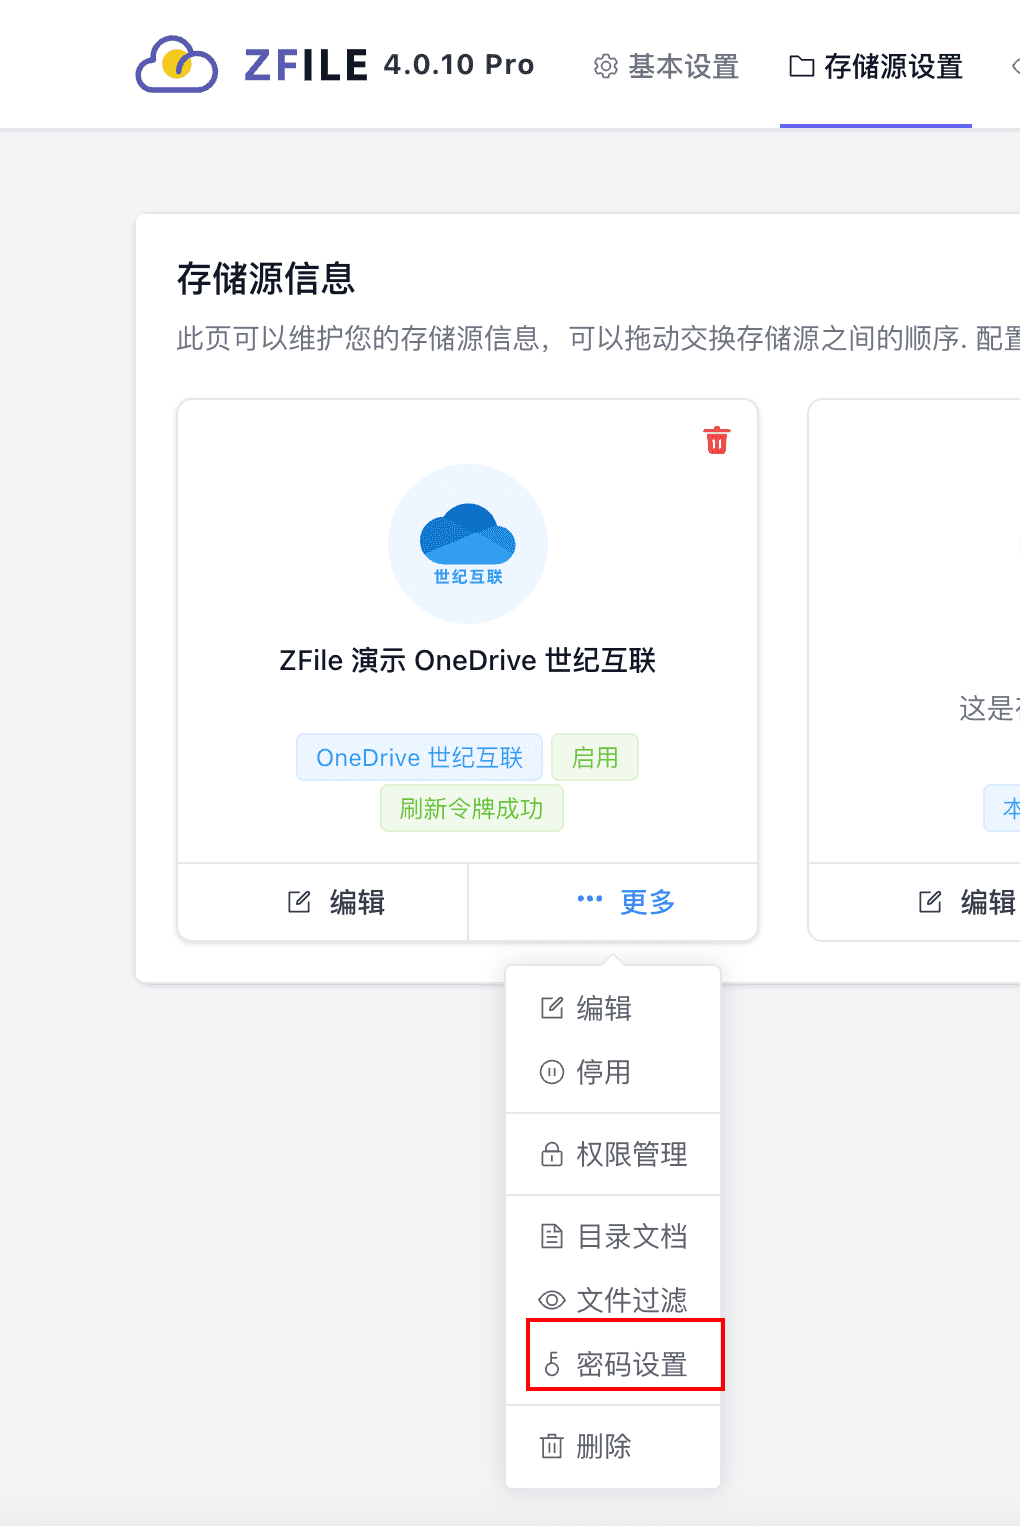 ZFILE 4.0.10 Pro 基本设置 存储源设置
存储源信息
此页可以维护您的存储源信息，可以拖动交换存储源之间的顺序. 配置
世纪互联
ZFile 演示 OneDrive 世纪互联
这是
OneDrive 世纪互联 启用
刷新令牌成功
本
编辑 更多 编辑
编辑
停用
权限管理
目录文档
文件过滤
密码设置
删除